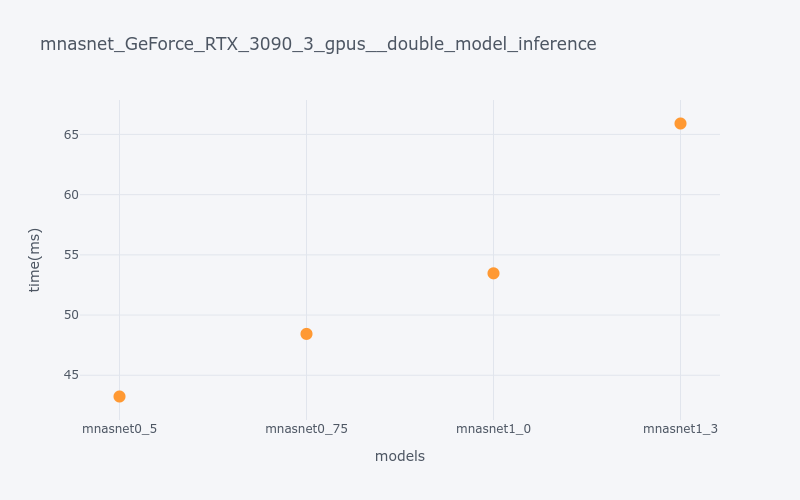 mnasnet_GeForce_RTX_3090_3_gpus__double_model_inference
65
60
55
50
45
time(ms)
mnasnet0_5
mnasnet0_75
mnasnet1_0
mnasnet1_3
models